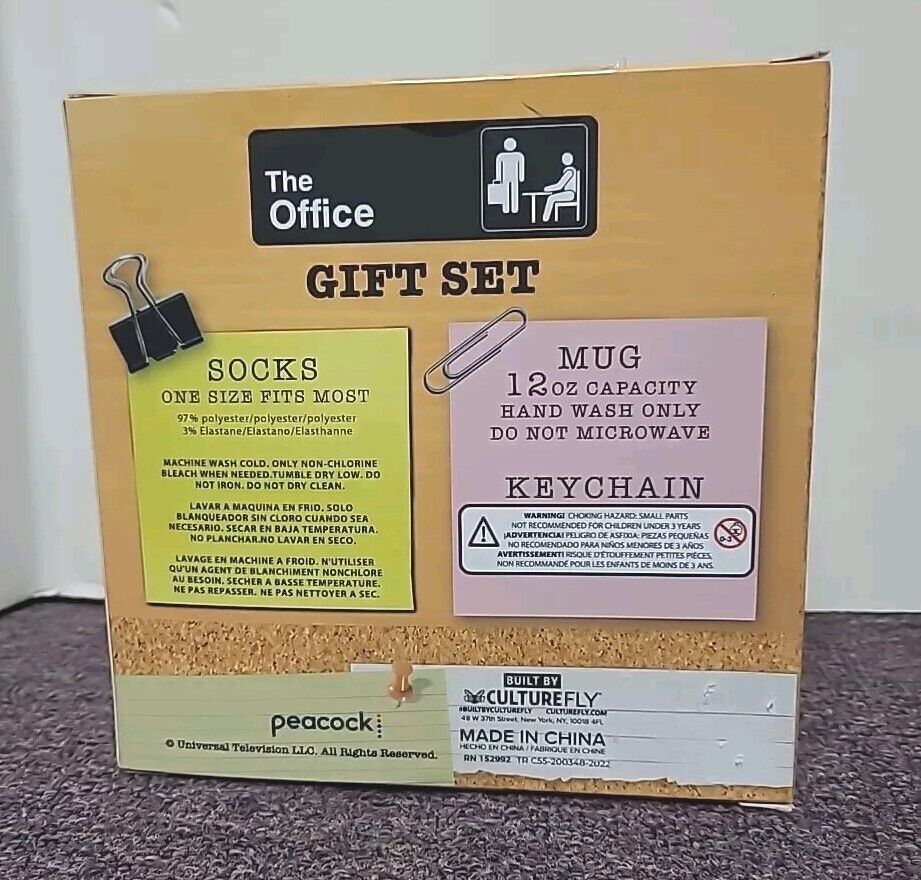 The
Office
GIFT SET
SOCKS
ONE SIZE FITS MOST
97% polyester/polyester/polyester
3% Elastane/Elastano/Elasthanne
MACHINE WASH COLD. ONLY NON-CHLORINE
BLEACH WHEN NEEDED.TUMBLE DRY LOW. DO
NOT IRON. DO NOT DRY CLEAN.
LAVAR A MAQUINA EN FRIO. SOLO
BLANQUEADOR SIN CLORO CUANDO SEA
NECESARIO. SECAR EN BAJA TEMPERATURA.
NO PLANCHAR.NO LAVAR EN SECO.
LAVAGE EN MACHINE A FROID. N'UTILISER
QU'UN AGENT DE BLANCHIMENT NONCHLORE
AU BESOIN. SECHER A BASSE TEMPERATURE.
NE PAS REPASSER. NE PAS NETTOYER A SEC.
MUG
12OZ CAPACITY
HAND WASH ONLY
DO NOT MICROWAVE
KEYCHAIN
WARNING! CHOKING HAZARD: SMALL PARTS
NOT RECOMMENDED FOR CHILDREN UNDER 3 YEARS
¡ADVERTENCIA! PELIGRO DE ASFIXIA: PIEZAS PEQUEÑAS
NO RECOMENDADO PARA NIÑOS MENORES DE 3 AÑOS
AVERTISSEMENT! RISQUE D'ÉTOUFFEMENT PETITES PIÈCES,
NON RECOMMANDÉ POUR LES ENFANTS DE MOINS DE 3 ANS.
0-3
peacock
© Universal Television LLC. All Rights Reserved.
BUILT BY
CULTUREFLY
#BUILTBYCULTUREFLY CULTUREFLY.COM
48 W 37th Street, New York, NY, 10018 4FL
MADE IN CHINA
HECHO EN CHINA / FABRIQUE EN CHINE
RN 152992 TR CSS-200348-2022